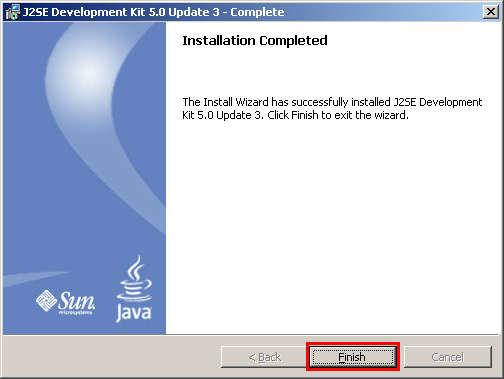 J2SE Development Kit 5.0 Update 3 - Complete
Installation Completed
The Install Wizard has successfully installed J2SE Development
Kit 5.0 Update 3. Click Finish to exit the wizard.
Sun
microsystems
Java
< Back
Finish
Cancel